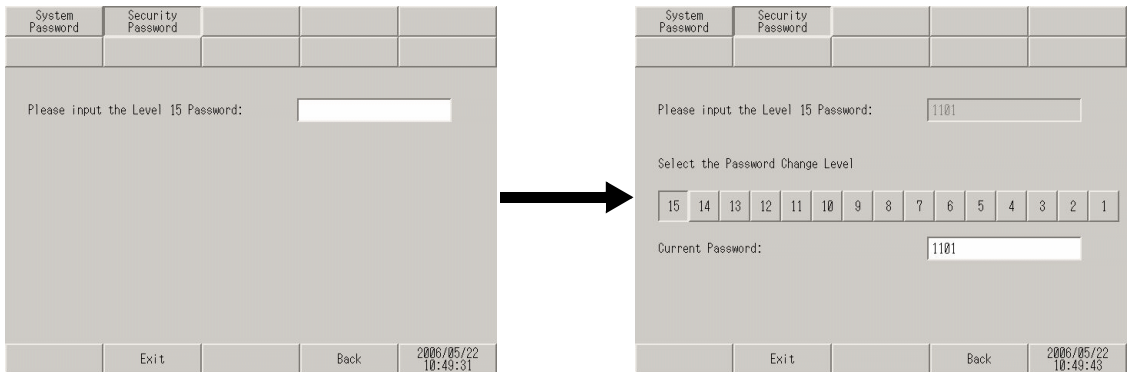 System
Password
Security
Password
Please input the Level 15 Password:
Exit
Back
2006/05/22
10:49:31
System
Password
Security
Password
Please input the Level 15 Password:
1101
Select the Password Change Level
15 14 13 12 11 10 9 8 7 6 5 4 3 2 1
Current Password:
1101
Exit
Back
2006/05/22
10:49:43